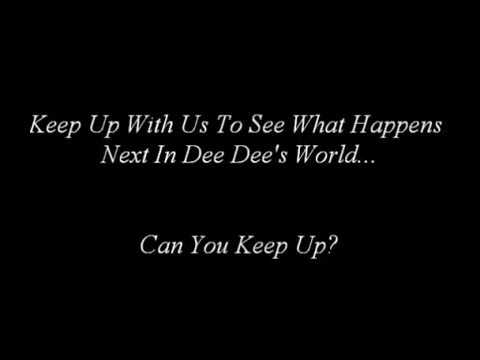 Keep Up With Us To See What Happens
Next In Dee Dee's World...
Can You Keep Up?